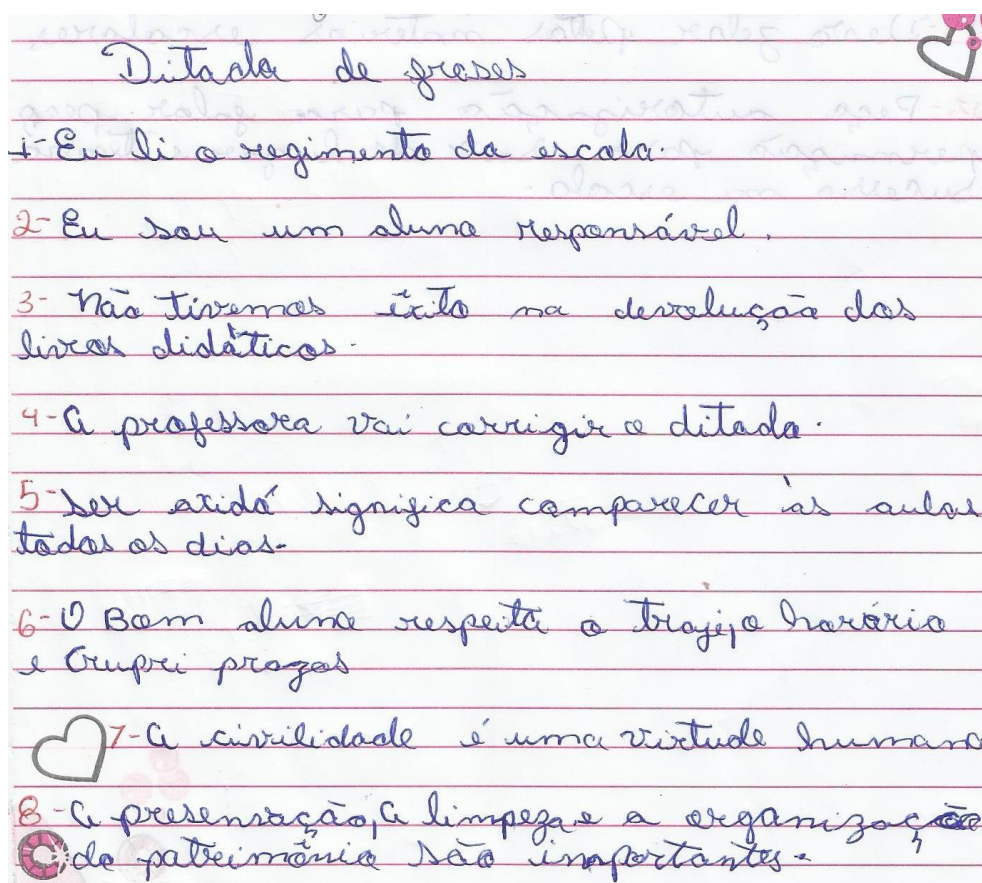 Ditado de frases
1- Eu li o regimento da escola.
2- Eu sou um aluno responsável.
3- Não tivemos êxito na devolução dos
livros didáticos.
4- A professora vai corrigir o ditado.
5- Ser axidó significa comparecer às aulas
todos os dias.
6- O Bom aluno respeita o trajeje horário
e Crupri prazos
7- A civilidade é uma virtude humana
8- A presensação, A limpeza e a organização
do patrimônio são importantes.